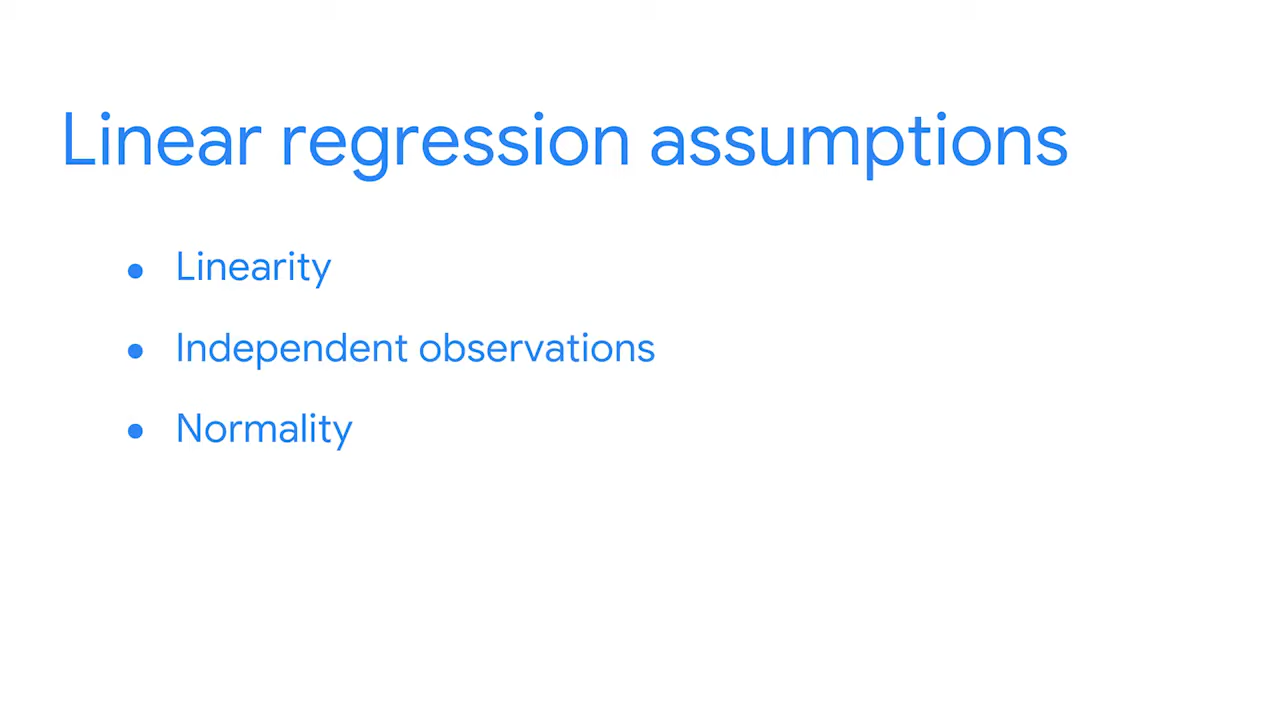 Linear regression assumptions
● Linearity
● Independent observations
● Normality